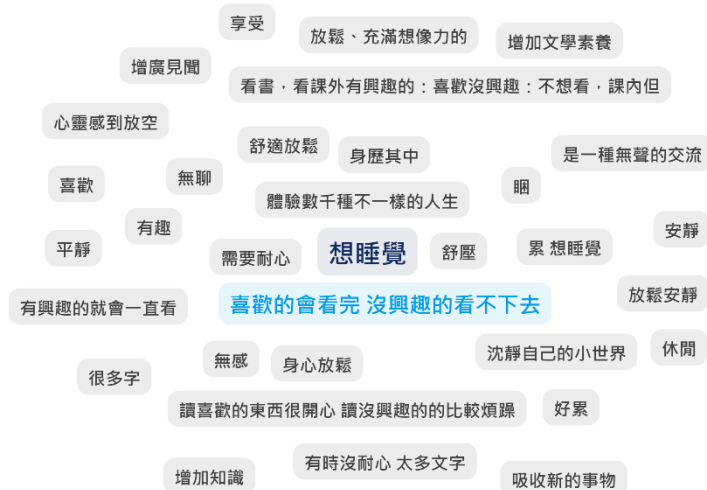 享受
放鬆、充滿想像力的
增加文學素養
增廣見聞
看書，看課外有興趣的：喜歡沒興趣：不想看，課內但
心靈感到放空
舒適放鬆
身歷其中
是一種無聲的交流
喜歡
無聊
體驗數千種不一樣的人生
睏
有趣
安靜
平靜
需要耐心
想睡覺
舒壓
累 想睡覺
有興趣的就會一直看
喜歡的會看完 沒興趣的看不下去
放鬆安靜
無感
身心放鬆
沈靜自己的小世界
休閒
很多字
讀喜歡的東西很開心 讀沒興趣的的比較煩躁
好累
增加知識
有時沒耐心 太多文字
吸收新的事物